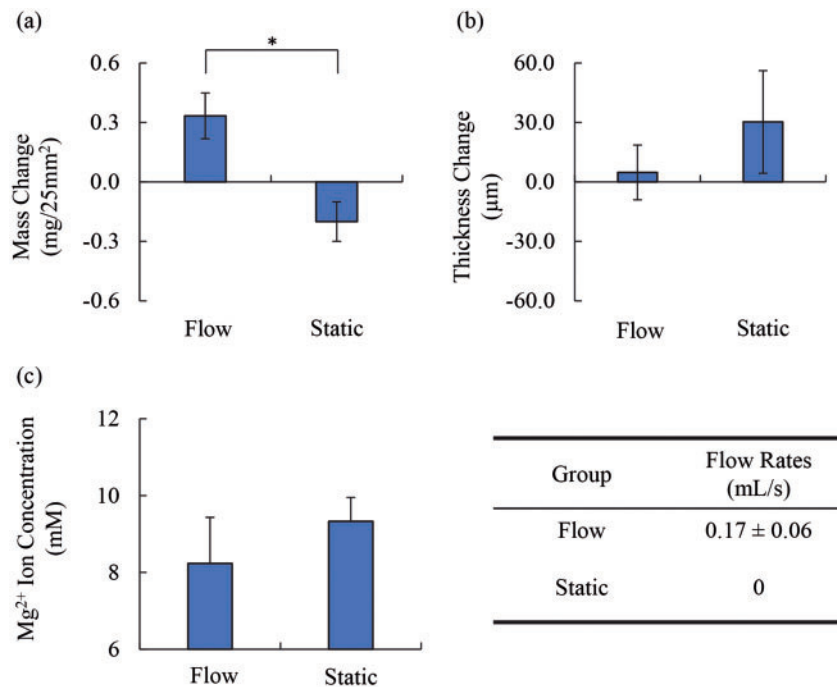 (a)
*
0.6
0.3
0.0
-0.3
-0.6
Mass Change
(mg/25mm²)
Flow
Static
(b)
60.0
30.0
0.0
-30.0
-60.0
Thickness Change
(μm)
Flow
Static
(c)
12
10
8
6
Mg²⁺ Ion Concentration
(mM)
Flow
Static
Group
Flow Rates
(mL/s)
Flow
0.17 ± 0.06
Static
0